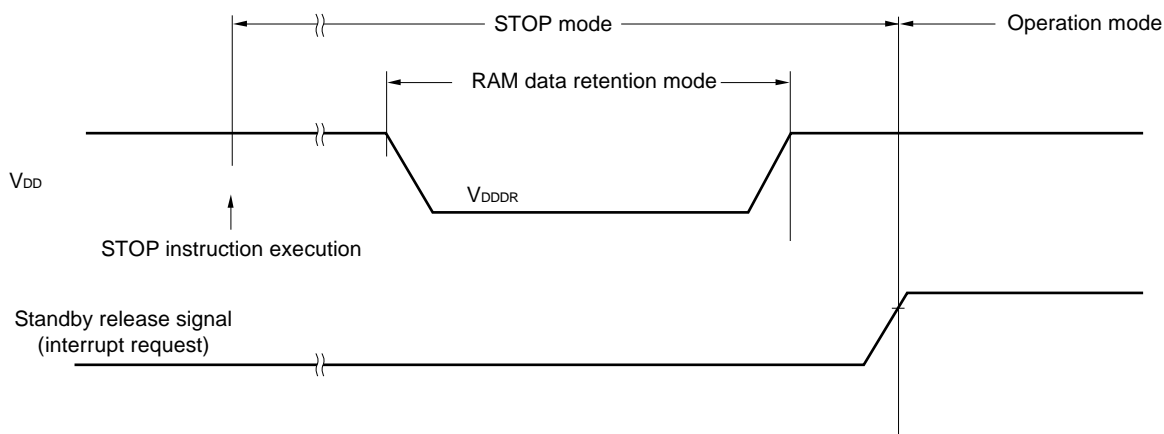 STOP mode
Operation mode
RAM data retention mode
VDD
VDDDR
STOP instruction execution
Standby release signal
(interrupt request)